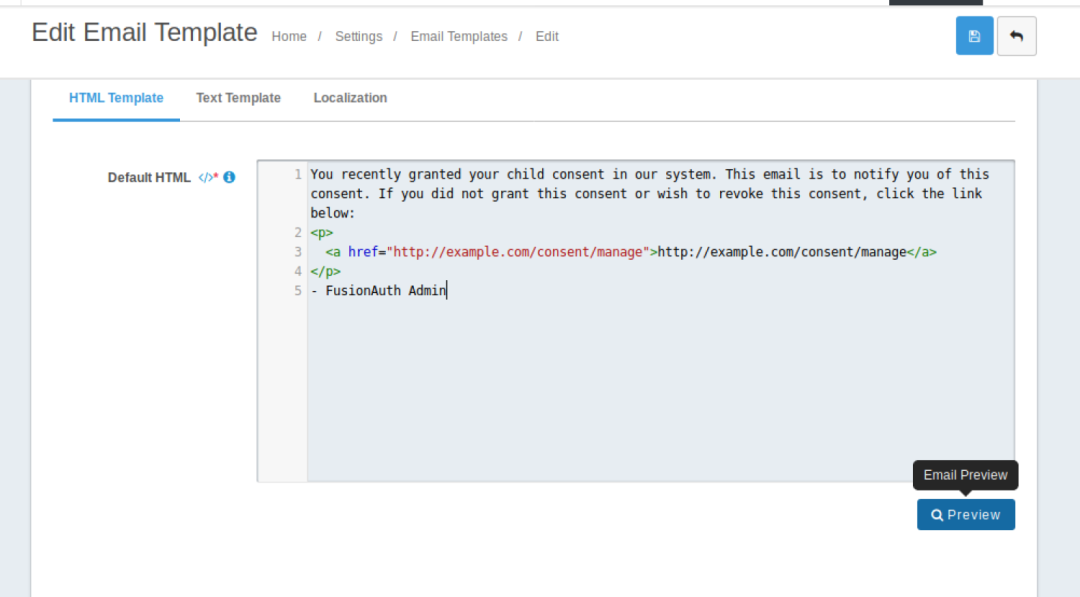 Edit Email Template Home / Settings / Email Templates / Edit
HTML Template Text Template Localization
Default HTML </>*
1 You recently granted your child consent in our system. This email is to notify you of this
consent. If you did not grant this consent or wish to revoke this consent, click the link
below:
2 <p>
3   <a href="http://example.com/consent/manage">http://example.com/consent/manage</a>
4 </p>
5 - FusionAuth Admin
Email Preview
Preview